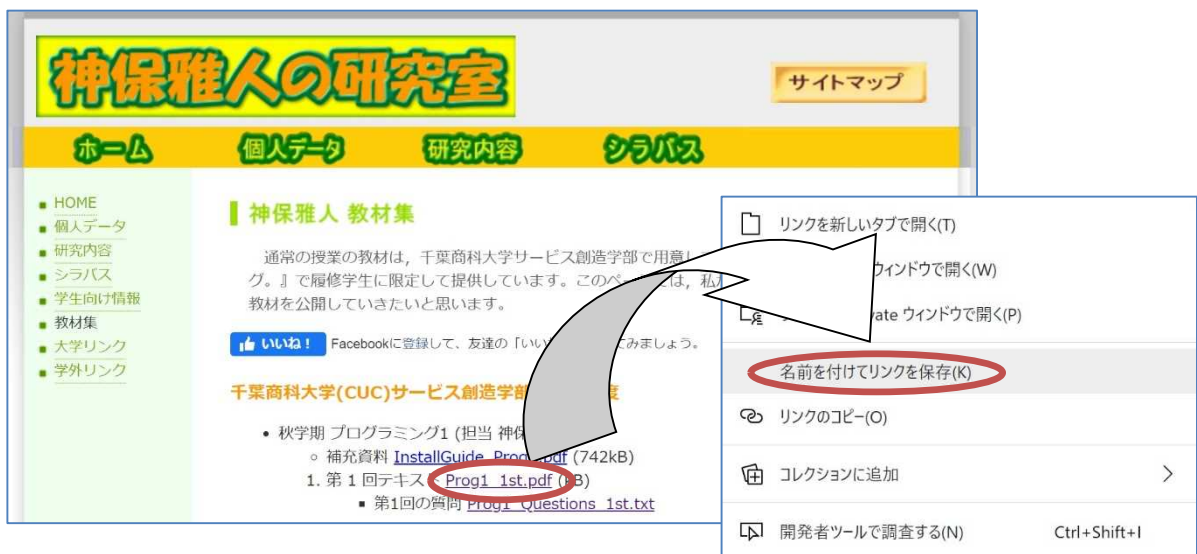 神保雅人の研究室
サイトマップ
ホーム 個人データ 研究内容 シラバス
HOME
個人データ
研究内容
シラバス
学生向け情報
教材集
大学リンク
学外リンク
神保雅人 教材集
通常の授業の教材は，千葉商科大学サービス創造学部で用意し
グ。』で履修学生に限定して提供しています。このペ は，私が
教材を公開していきたいと思います。
いいね！ Facebookに登録して、友達の「いい てみましょう。
千葉商科大学(CUC)サービス創造学部 度
• 秋学期 プログラミング1 (担当 神保
◦ 補充資料 InstallGuide_Prog .pdf (742kB)
1. 第 1 回テキスト Prog1_1st.pdf ( kB)
▪ 第1回の質問 Prog1_Questions_1st.txt
リンクを新しいタブで開く(T)
ウィンドウで開く(W)
ate ウィンドウで開く(P)
名前を付けてリンクを保存(K)
リンクのコピー(O)
コレクションに追加 >
開発者ツールで調査する(N) Ctrl+Shift+I